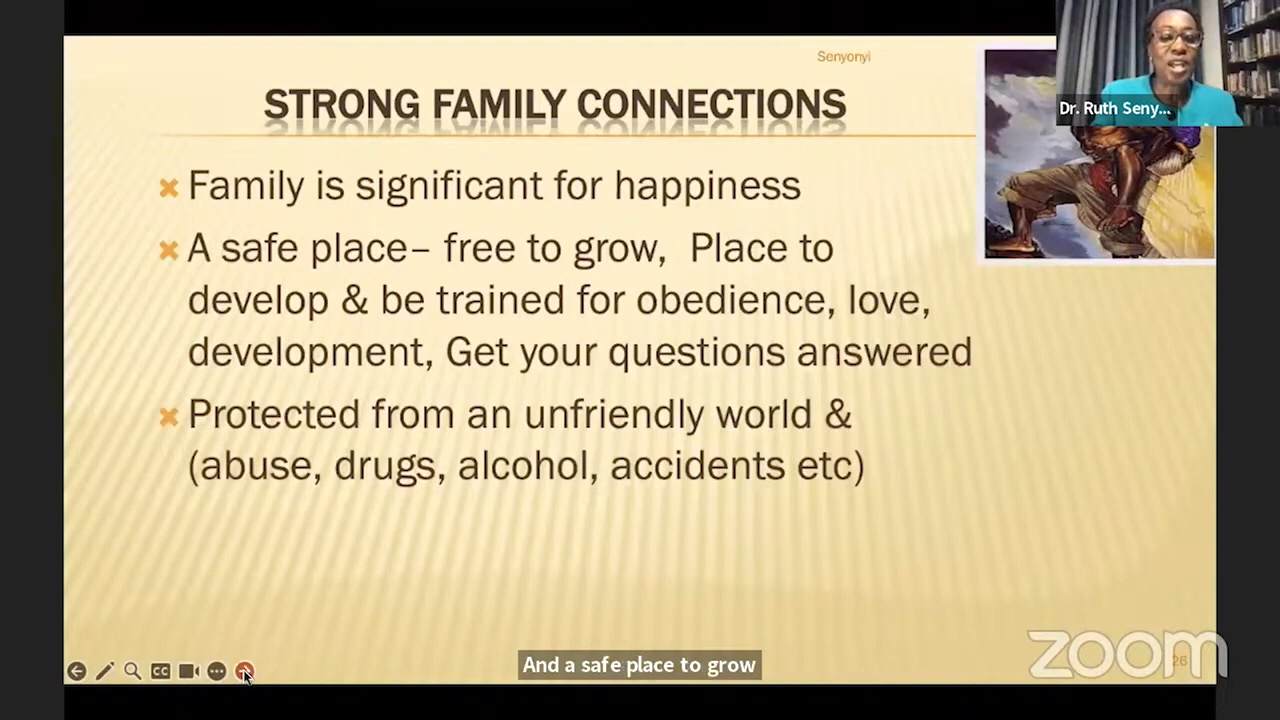 Senyonyi
STRONG FAMILY CONNECTIONS
Dr. Ruth Seny...
Family is significant for happiness
A safe place– free to grow,  Place to
develop & be trained for obedience, love,
development, Get your questions answered
Protected from an unfriendly world &
(abuse, drugs, alcohol, accidents etc)
CC
And a safe place to grow
zoom
26